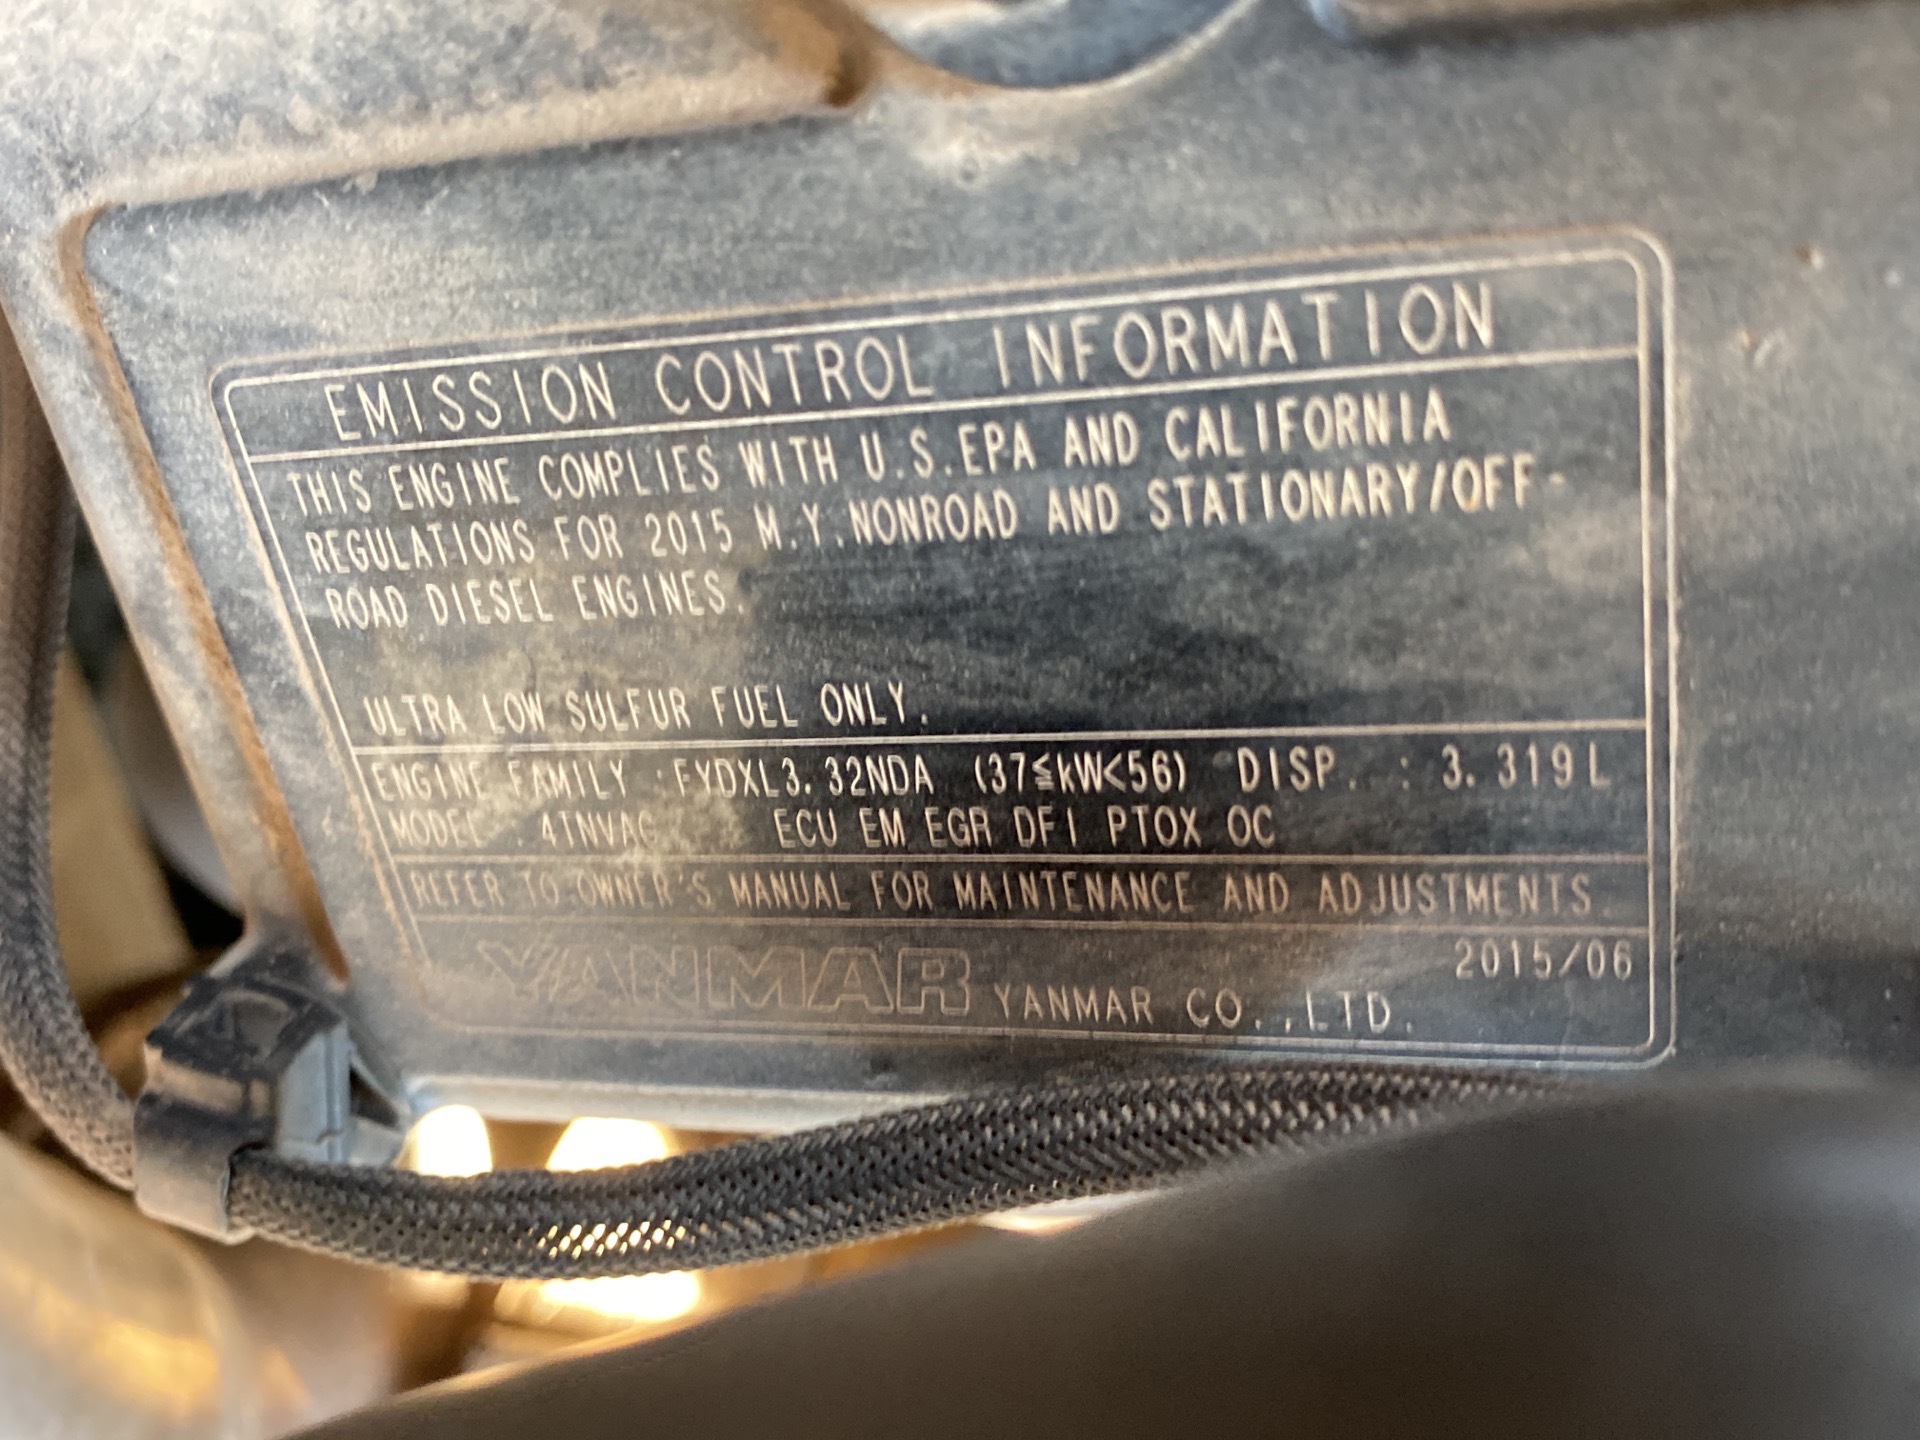 EMISSION CONTROL INFORMATION
THIS ENGINE COMPLIES WITH U.S.EPA AND CALIFORNIA
REGULATIONS FOR 2015 M.Y.NONROAD AND STATIONARY/OFF-
ROAD DIESEL ENGINES.
ULTRA LOW SULFUR FUEL ONLY.
ENGINE FAMILY :FYDXL3.32NDA (37≦kW<56) DISP. : 3.319L
MODEL : ECU EM EGR DFI PTOX OC
REFER TO OWNER'S MANUAL FOR MAINTENANCE AND ADJUSTMENTS.
2015/06
YANMAR YANMAR CO.,LTD.